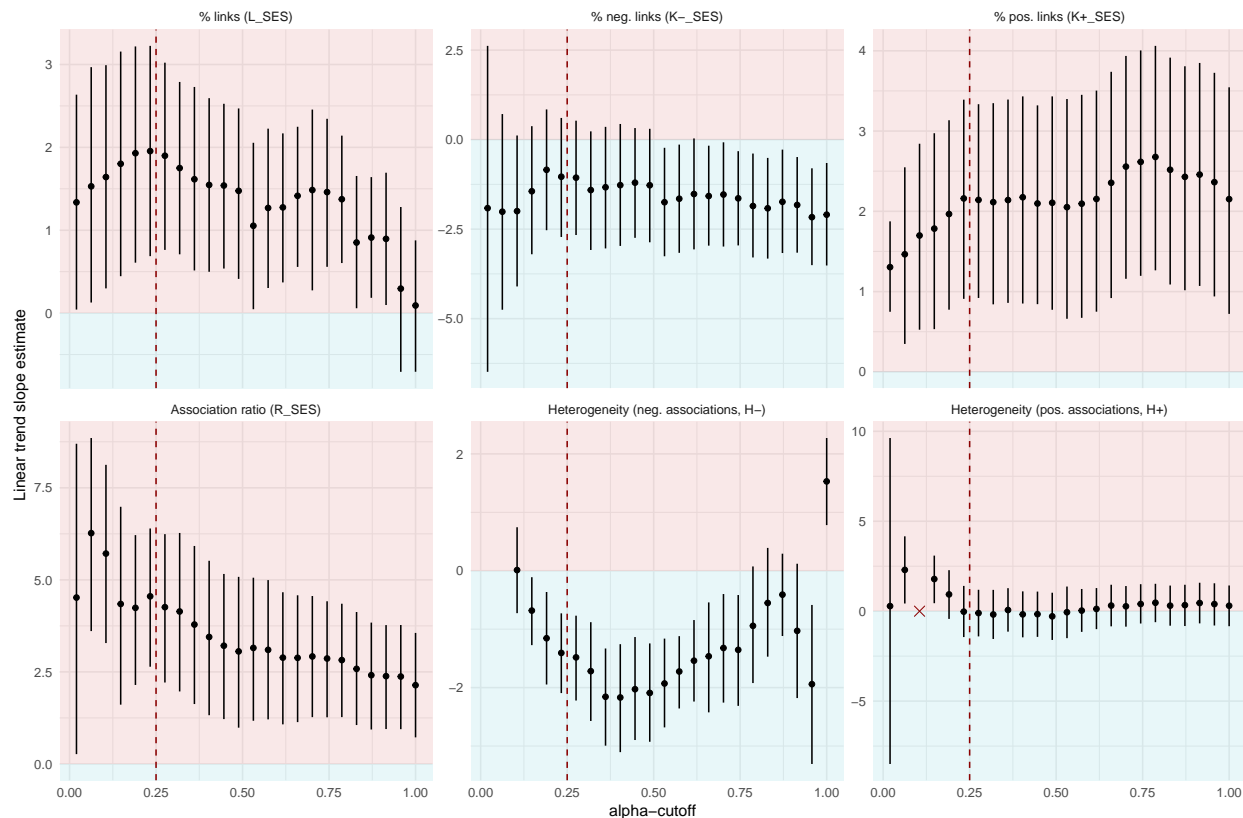 % links (L_SES)
% neg. links (K−_SES)
% pos. links (K+_SES)
3
2
1
0
2.5
0.0
−2.5
−5.0
4
3
2
1
0
Linear trend slope estimate
Association ratio (R_SES)
Heterogeneity (neg. associations, H−)
Heterogeneity (pos. associations, H+)
7.5
5.0
2.5
0.0
2
0
−2
10
5
0
−5
0.00 0.25 0.50 0.75 1.00
0.00 0.25 0.50 0.75 1.00
0.00 0.25 0.50 0.75 1.00
alpha−cutoff